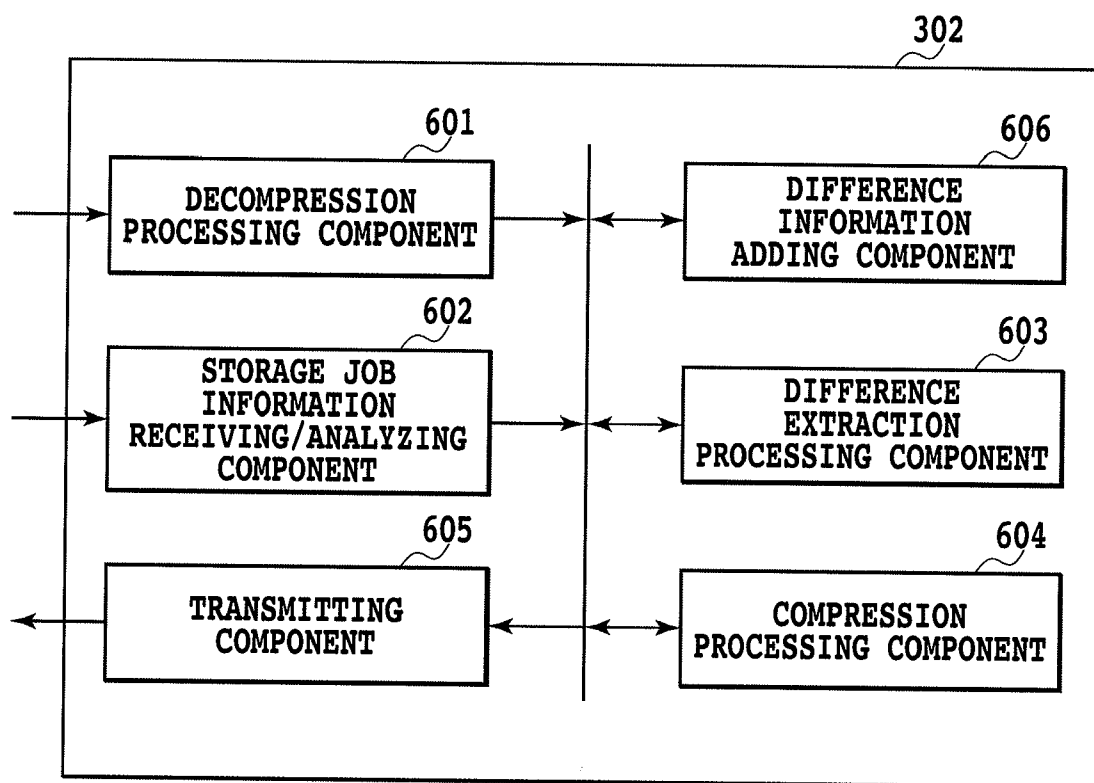 302
601
DECOMPRESSION
PROCESSING COMPONENT
606
DIFFERENCE
INFORMATION
ADDING COMPONENT
602
STORAGE JOB
INFORMATION
RECEIVING/ANALYZING
COMPONENT
603
DIFFERENCE
EXTRACTION
PROCESSING COMPONENT
605
TRANSMITTING
COMPONENT
604
COMPRESSION
PROCESSING COMPONENT